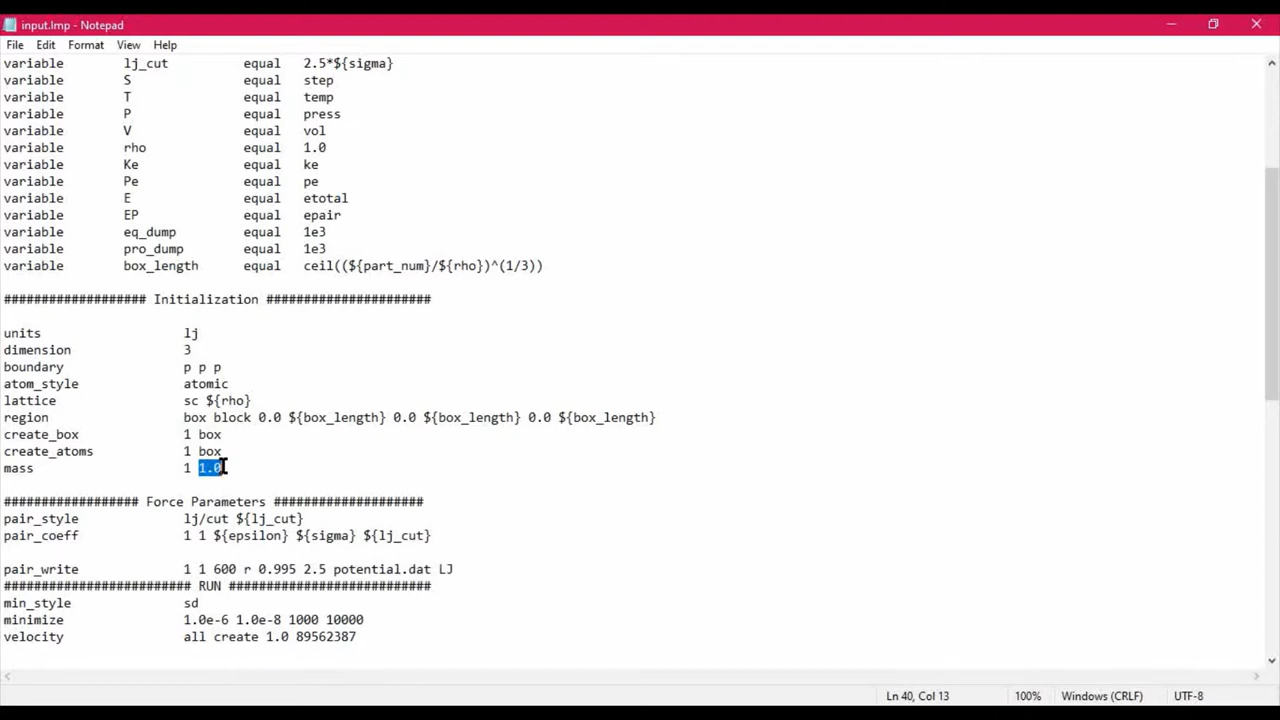 input.lmp - Notepad
File Edit Format View Help
variable lj_cut equal 2.5*${sigma}
variable S equal step
variable T equal temp
variable P equal press
variable V equal vol
variable rho equal 1.0
variable Ke equal ke
variable Pe equal pe
variable E equal etotal
variable EP equal epair
variable eq_dump equal 1e3
variable pro_dump equal 1e3
variable box_length equal ceil((${part_num}/${rho})^(1/3))
################### Initialization ######################
units lj
dimension 3
boundary p p p
atom_style atomic
lattice sc ${rho}
region box block 0.0 ${box_length} 0.0 ${box_length} 0.0 ${box_length}
create_box 1 box
create_atoms 1 box
mass 1 1.0
################## Force Parameters ####################
pair_style lj/cut ${lj_cut}
pair_coeff 1 1 ${epsilon} ${sigma} ${lj_cut}
pair_write 1 1 600 r 0.995 2.5 potential.dat LJ
######################### RUN ###########################
min_style sd
minimize 1.0e-6 1.0e-8 1000 10000
velocity all create 1.0 89562387
Ln 40, Col 13 100% Windows (CRLF) UTF-8